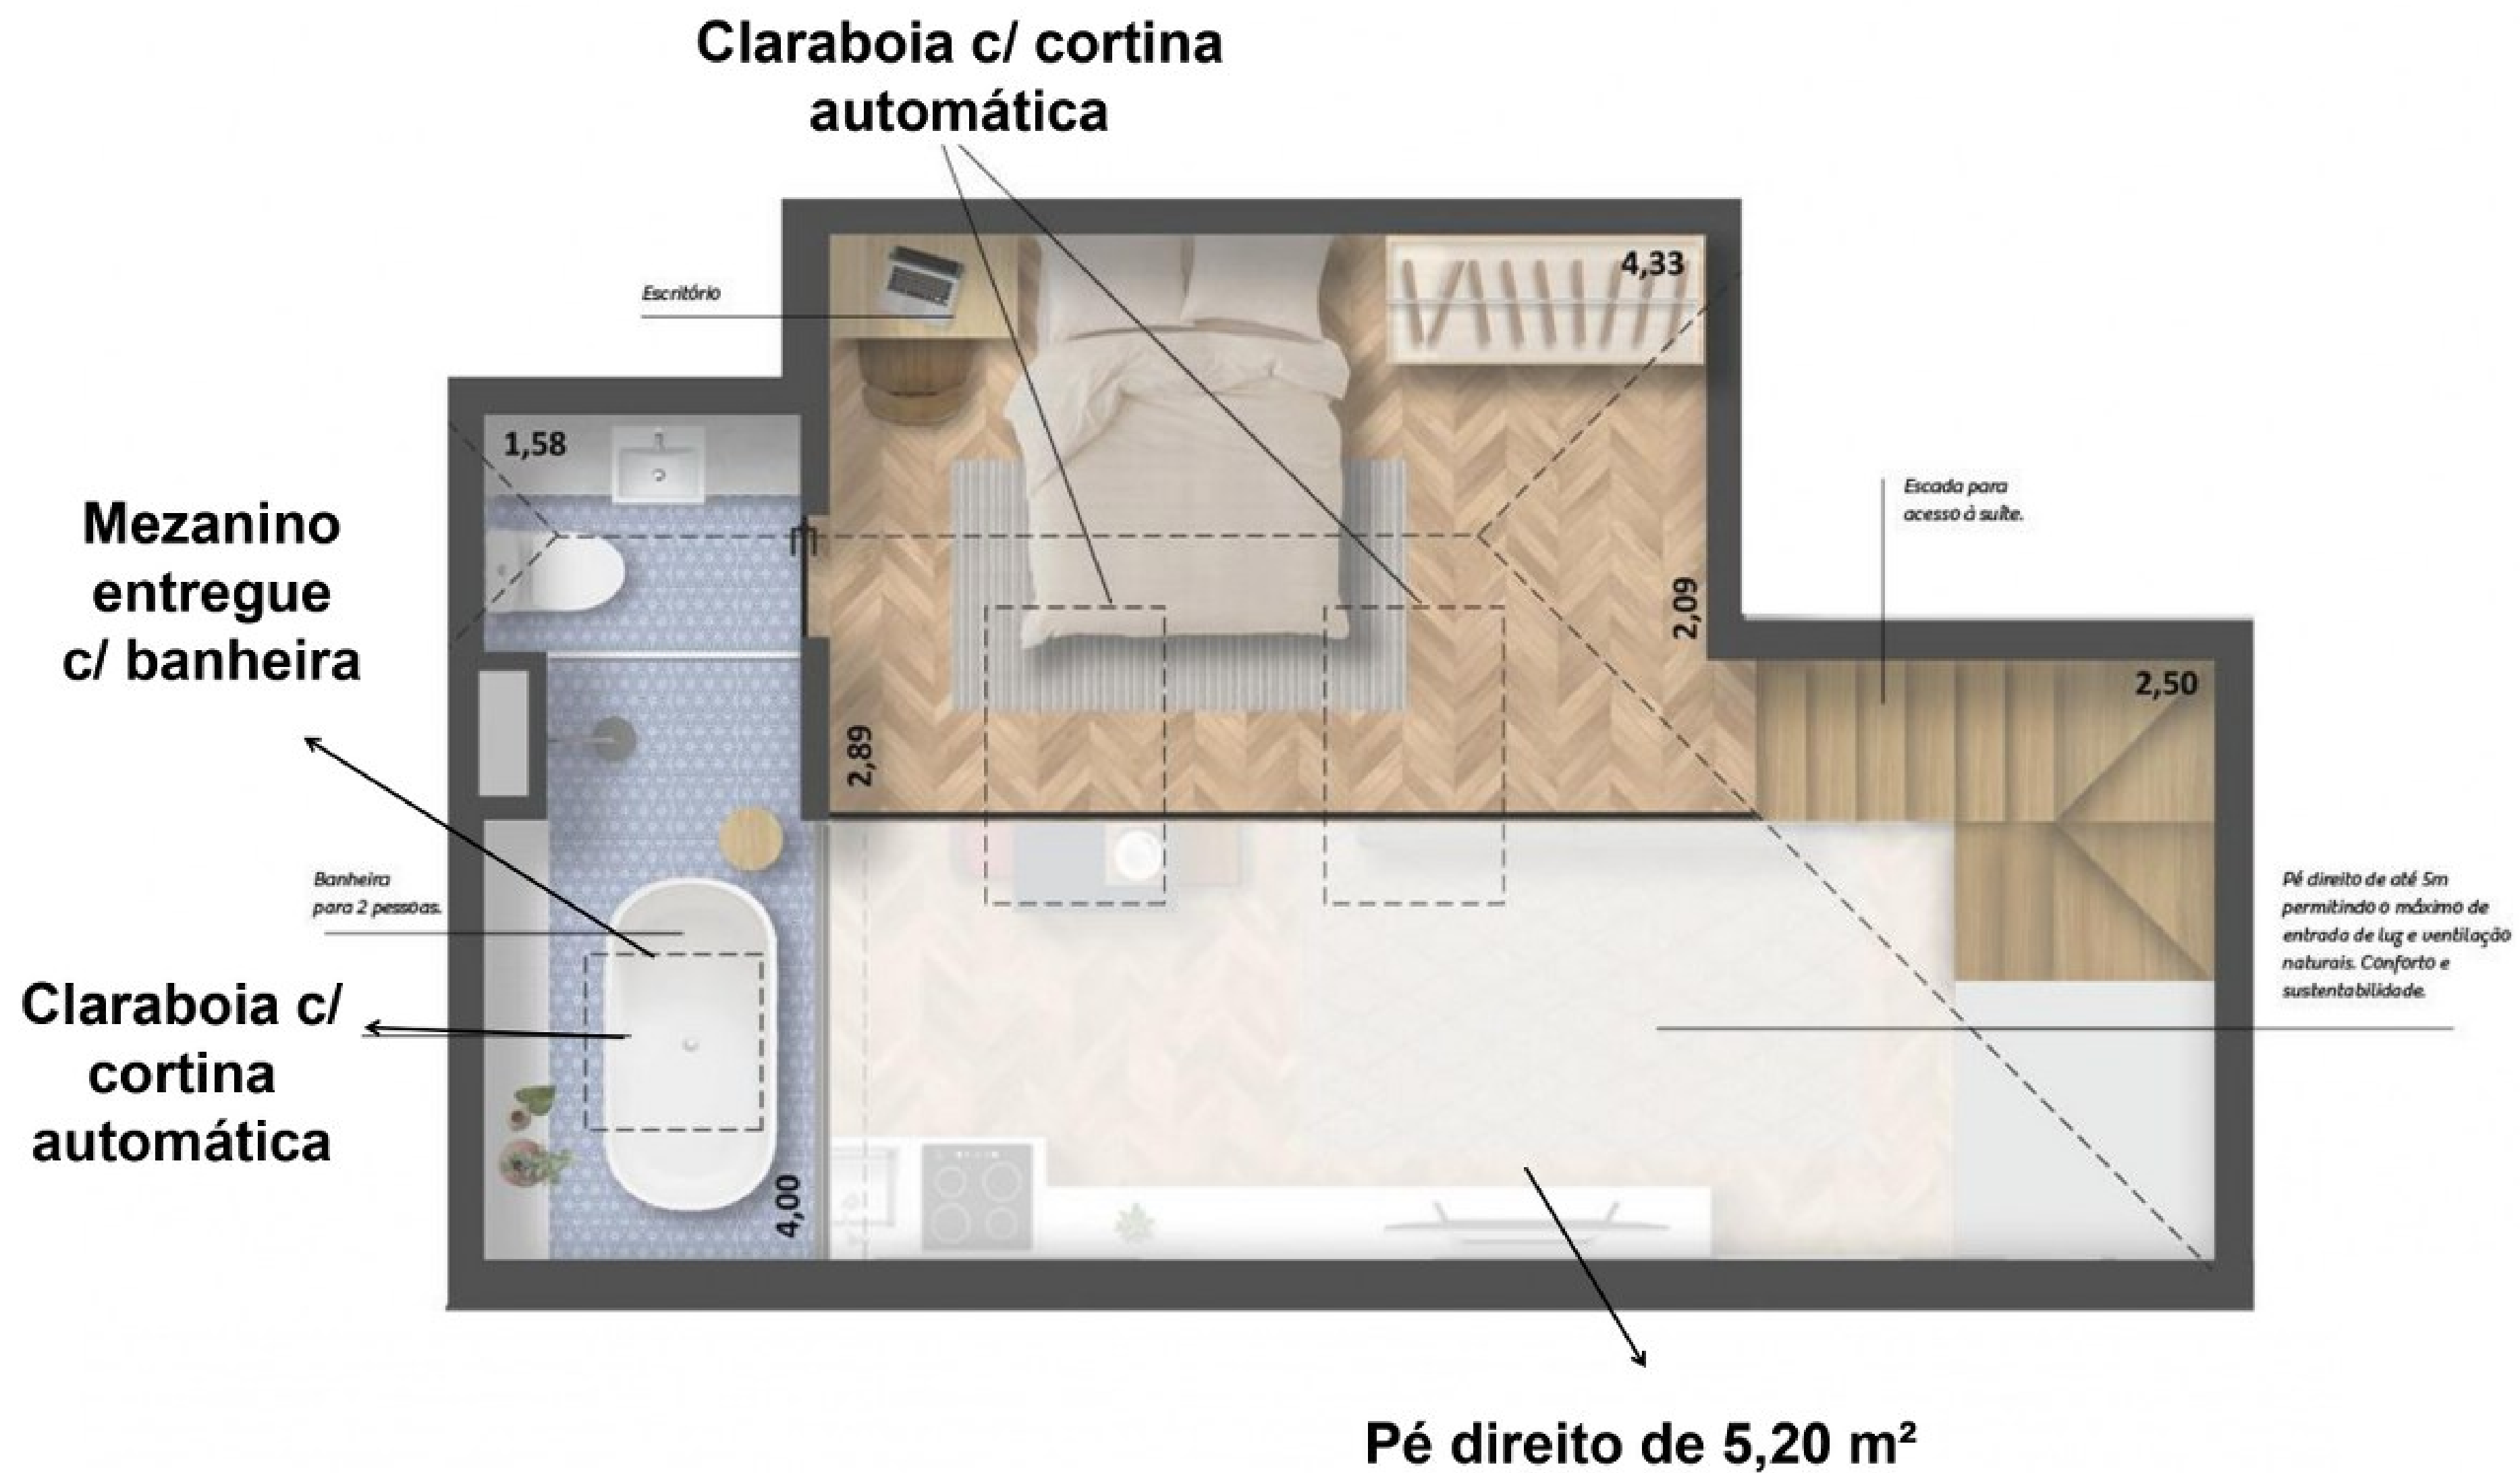 Claraboia c/ cortina
automática
Escritório
4,33
1,58
Escada para
acesso à suíte.
Mezanino
entregue
c/ banheira
2,09
2,50
2,89
Banheira
para 2 pessoas.
Pé direito de até 5m
permitindo o máximo de
entrada de luz e ventilação
naturais. Conforto e
sustentabilidade.
Claraboia c/
cortina
automática
4,00
Pé direito de 5,20 m²